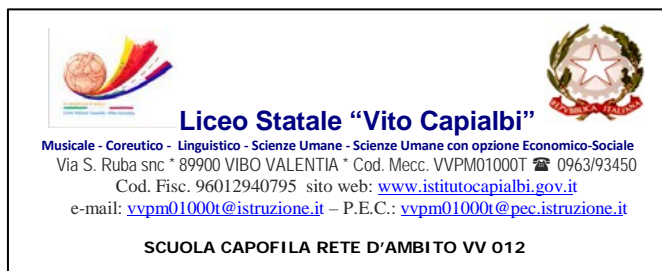 Liceo Statale “Vito Capialbi”
Musicale - Coreutico - Linguistico - Scienze Umane - Scienze Umane con opzione Economico-Sociale
Via S. Ruba snc * 89900 VIBO VALENTIA * Cod. Mecc. VVPM01000T ☎ 0963/93450
Cod. Fisc. 96012940795 sito web: www.istitutocapialbi.gov.it
e-mail: vvpm01000t@istruzione.it – P.E.C.: vvpm01000t@pec.istruzione.it
SCUOLA CAPOFILA RETE D’AMBITO VV 012